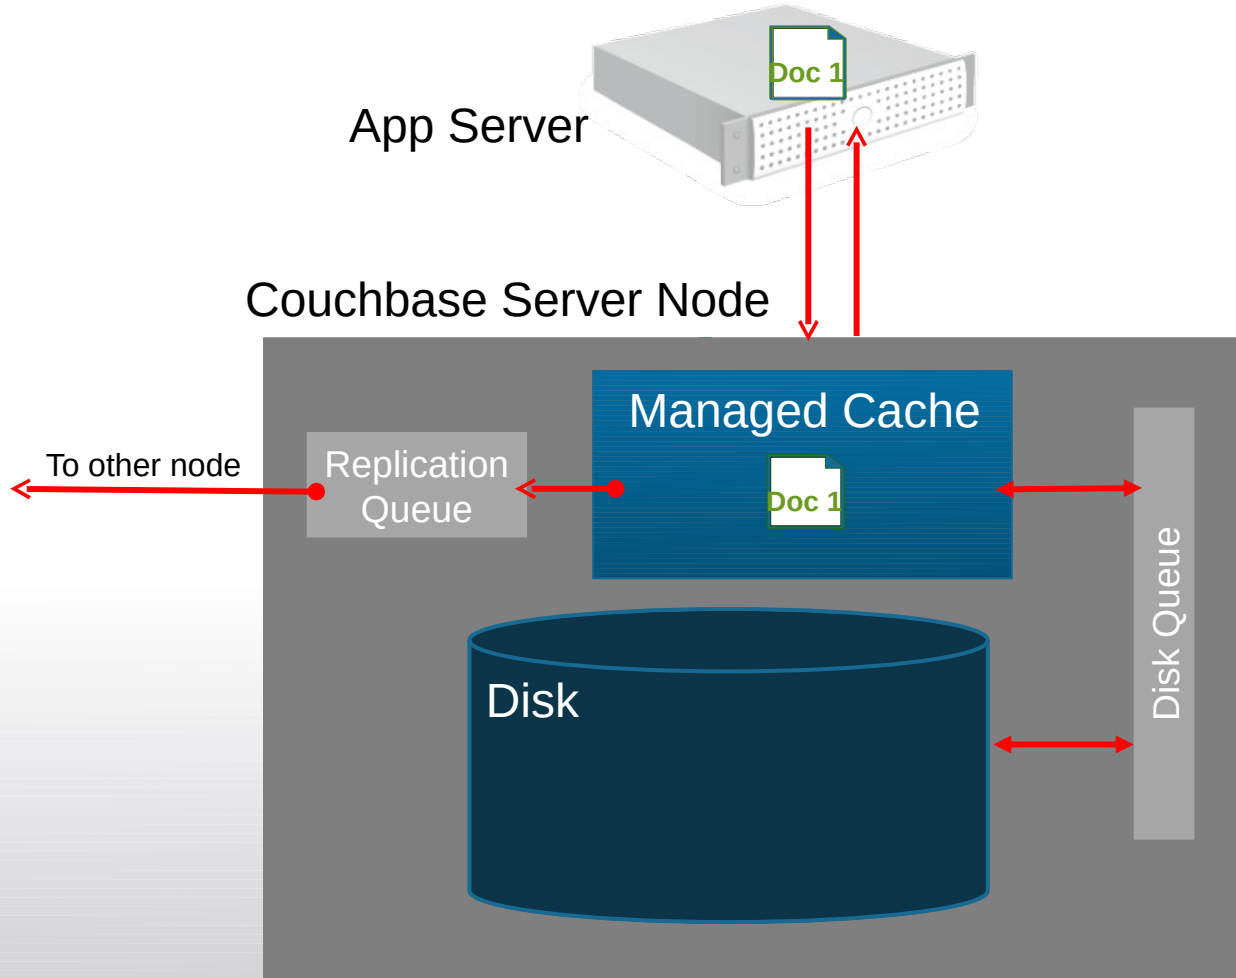 Doc 1
App Server
Couchbase Server Node
Managed Cache
To other node
Replication
Queue
Doc 1
Disk Queue
Disk